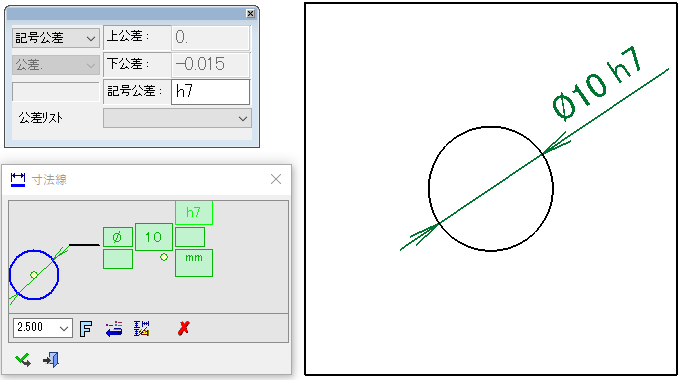 記号公差
上公差：
0.
公差.
下公差：
-0.015
記号公差：
h7
公差リスト
寸法線
h7
Ø
10
mm
2.500
F
Ø10 h7